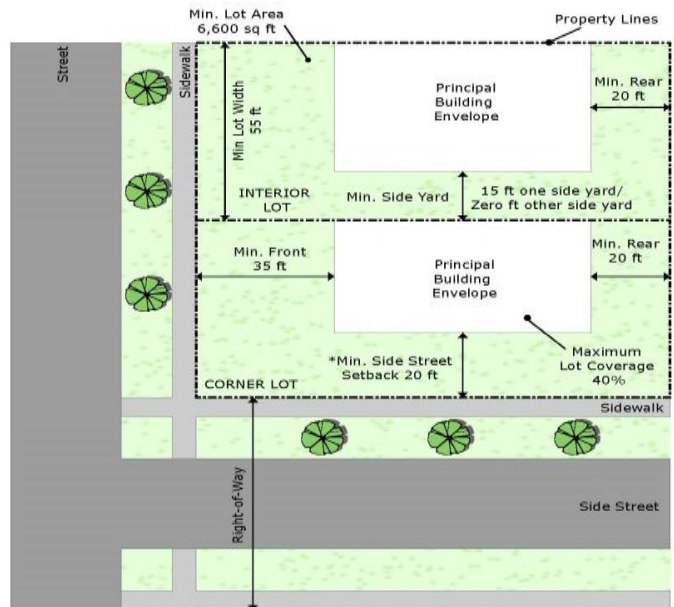 Min. Lot Area
6,600 sq ft
Property Lines
Street
Sidewalk
Min Lot Width
55 ft
Principal
Building
Envelope
Min. Rear
20 ft
INTERIOR
LOT
Min. Side Yard
15 ft one side yard/
Zero ft other side yard
Min. Front
35 ft
Principal
Building
Envelope
Min. Rear
20 ft
*Min. Side Street
Setback 20 ft
Maximum
Lot Coverage
40%
CORNER LOT
Sidewalk
Right-of-Way
Side Street